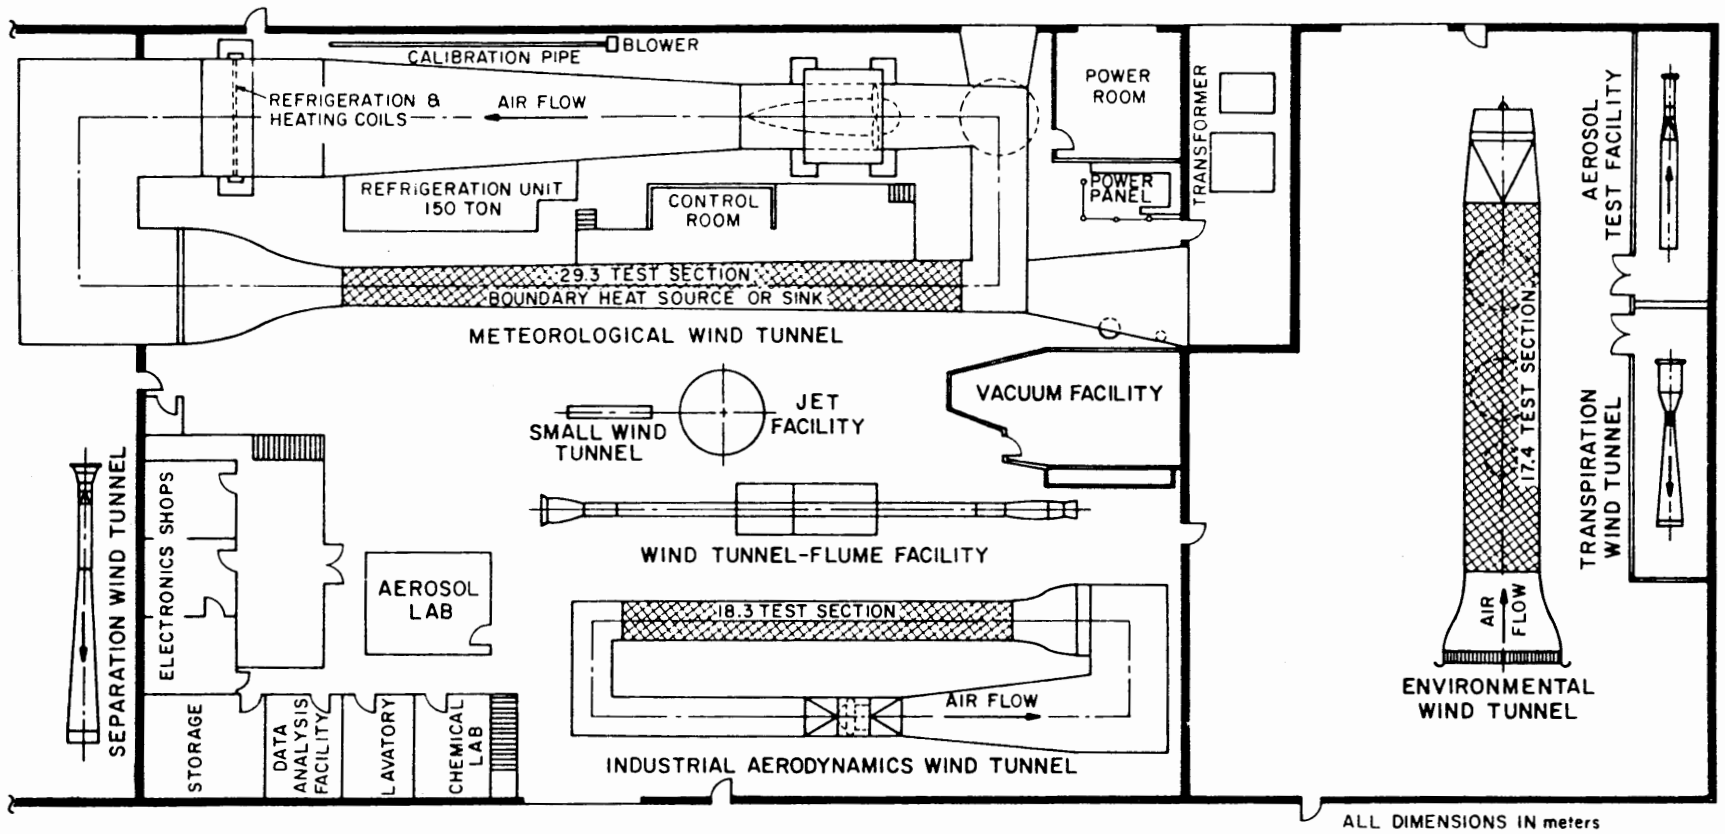 BLOWER
CALIBRATION PIPE
REFRIGERATION &
HEATING COILS
AIR FLOW
POWER
ROOM
TRANSFORMER
AEROSOL
TEST FACILITY
REFRIGERATION UNIT
150 TON
CONTROL
ROOM
POWER
PANEL
29.3 TEST SECTION
BOUNDARY HEAT SOURCE OR SINK
METEOROLOGICAL WIND TUNNEL
VACUUM FACILITY
JET
FACILITY
SMALL WIND
TUNNEL
17.4 TEST SECTION
TRANSPIRATION
WIND TUNNEL
SEPARATION WIND TUNNEL
ELECTRONICS SHOPS
WIND TUNNEL-FLUME FACILITY
AEROSOL
LAB
18.3 TEST SECTION
AIR
FLOW
ENVIRONMENTAL
WIND TUNNEL
STORAGE
DATA
ANALYSIS
FACILITY
LAVATORY
CHEMICAL
LAB
AIR FLOW
INDUSTRIAL AERODYNAMICS WIND TUNNEL
ALL DIMENSIONS IN meters